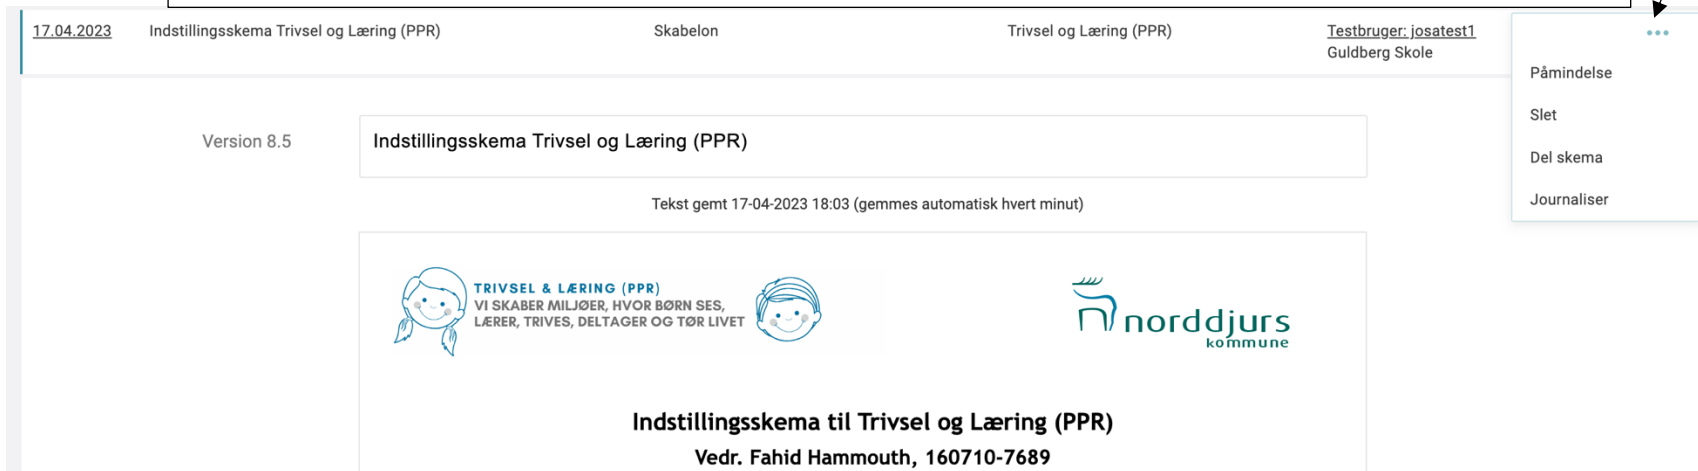 17.04.2023 Indstillingsskema Trivsel og Læring (PPR) Skabelon Trivsel og Læring (PPR) Testbruger: josatest1
Guldberg Skole
•••
Påmindelse
Slet
Del skema
Journaliser
Version 8.5 Indstillingsskema Trivsel og Læring (PPR)
Tekst gemt 17-04-2023 18:03 (gemmes automatisk hvert minut)
TRIVSEL & LÆRING (PPR)
VI SKABER MILJØER, HVOR BØRN SES,
LÆRER, TRIVES, DELTAGER OG TØR LIVET
norddjurs
kommune
Indstillingsskema til Trivsel og Læring (PPR)
Vedr. Fahid Hammouth, 160710-7689